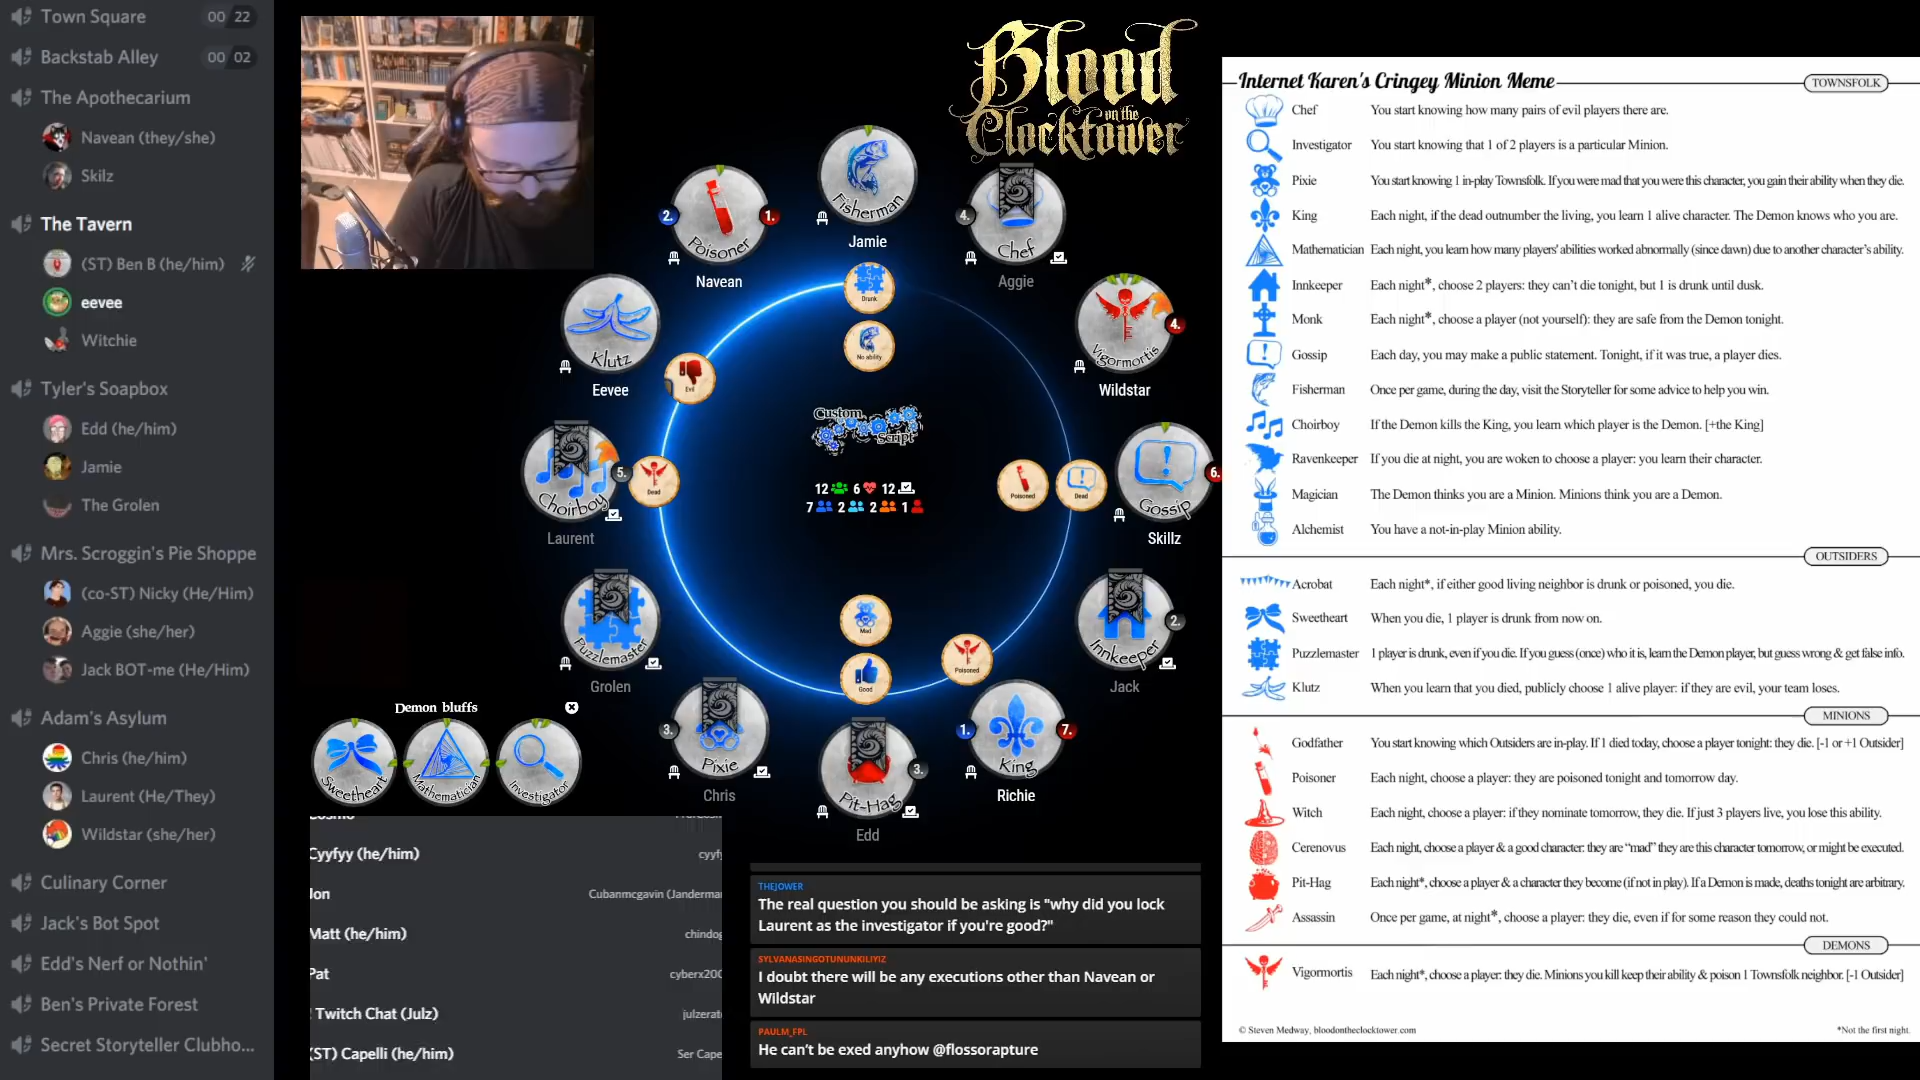 Town Square 00 22
Backstab Alley 00 02
The Apothecarium
Navean (they/she)
Skilz
The Tavern
(ST) Ben B (he/him)
eevee
Witchie
Tyler's Soapbox
Edd (he/him)
Jamie
The Grolen
Mrs. Scroggin's Pie Shoppe
(co-ST) Nicky (He/Him)
Aggie (she/her)
Jack BOT-me (He/Him)
Adam's Asylum
Chris (he/him)
Laurent (He/They)
Wildstar (she/her)
Culinary Corner
Jack's Bot Spot
Edd's Nerf or Nothin'
Ben's Private Forest
Secret Storyteller Clubho...
Blood
on the
Clocktower
Fisherman
Jamie
Chef
4.
Aggie
Vigormortis
4.
Wildstar
Gossip
6.
Skillz
Innkeeper
2.
Jack
King
1.
7.
Richie
Pit-Hag
3.
Edd
Pixie
3.
Chris
Puzzlemaster
Grolen
Choirboy
5.
Laurent
Klutz
Eevee
Poisoner
2.
1.
Navean
Drunk
No ability
Evil
Dead
Poisoned
Dead
Mad
Good
Poisoned
Custom
Script
12 6 12
7 2 2 1
Demon bluffs
Sweetheart
Mathematician
Investigator
Cyyfyy (he/him) cyyf
Jon Cubanmcgavin (Janderma
Matt (he/him) chindog
Pat cyberx200
Twitch Chat (Julz) julzerat
(ST) Capelli (he/him) Ser Cape
THEJOWER
The real question you should be asking is "why did you lock
Laurent as the investigator if you're good?"
SYLVANASINGOTUNUNKILIYIZ
I doubt there will be any executions other than Navean or
Wildstar
PAULM_FPL
He can't be exed anyhow @flossorapture
Internet Karen's Cringey Minion Meme
TOWNSFOLK
Chef You start knowing how many pairs of evil players there are.
Investigator You start knowing that 1 of 2 players is a particular Minion.
Pixie You start knowing 1 in-play Townsfolk. If you were mad that you were this character, you gain their ability when they die.
King Each night, if the dead outnumber the living, you learn 1 alive character. The Demon knows who you are.
Mathematician Each night, you learn how many players' abilities worked abnormally (since dawn) due to another character's ability.
Innkeeper Each night*, choose 2 players: they can't die tonight, but 1 is drunk until dusk.
Monk Each night*, choose a player (not yourself): they are safe from the Demon tonight.
Gossip Each day, you may make a public statement. Tonight, if it was true, a player dies.
Fisherman Once per game, during the day, visit the Storyteller for some advice to help you win.
Choirboy If the Demon kills the King, you learn which player is the Demon. [+the King]
Ravenkeeper If you die at night, you are woken to choose a player: you learn their character.
Magician The Demon thinks you are a Minion. Minions think you are a Demon.
Alchemist You have a not-in-play Minion ability.
OUTSIDERS
Acrobat Each night*, if either good living neighbor is drunk or poisoned, you die.
Sweetheart When you die, 1 player is drunk from now on.
Puzzlemaster 1 player is drunk, even if you die. If you guess (once) who it is, learn the Demon player, but guess wrong & get false info.
Klutz When you learn that you died, publicly choose 1 alive player: if they are evil, your team loses.
MINIONS
Godfather You start knowing which Outsiders are in-play. If 1 died today, choose a player tonight: they die. [-1 or +1 Outsider]
Poisoner Each night, choose a player: they are poisoned tonight and tomorrow day.
Witch Each night, choose a player: if they nominate tomorrow, they die. If just 3 players live, you lose this ability.
Cerenovus Each night, choose a player & a good character: they are "mad" they are this character tomorrow, or might be executed.
Pit-Hag Each night*, choose a player & a character they become (if not in play). If a Demon is made, deaths tonight are arbitrary.
Assassin Once per game, at night*, choose a player: they die, even if for some reason they could not.
DEMONS
Vigormortis Each night*, choose a player: they die. Minions you kill keep their ability & poison 1 Townsfolk neighbor. [-1 Outsider]
© Steven Medway, bloodontheclocktower.com
*Not the first night.